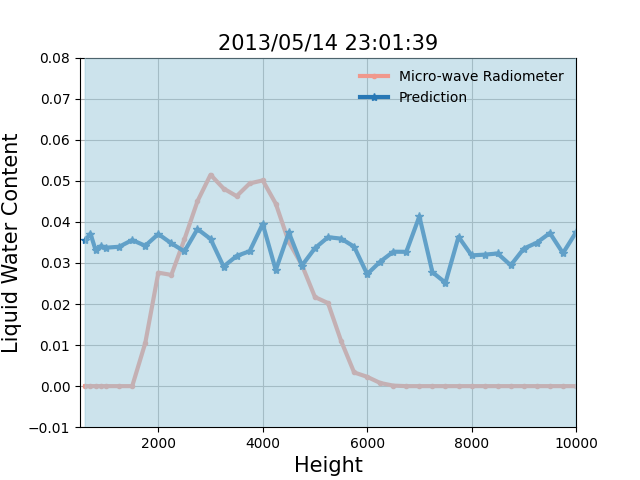 2013/05/14 23:01:39
Micro-wave Radiometer
Prediction
Liquid Water Content
0.08
0.07
0.06
0.05
0.04
0.03
0.02
0.01
0.00
−0.01
2000 4000 6000 8000 10000
Height